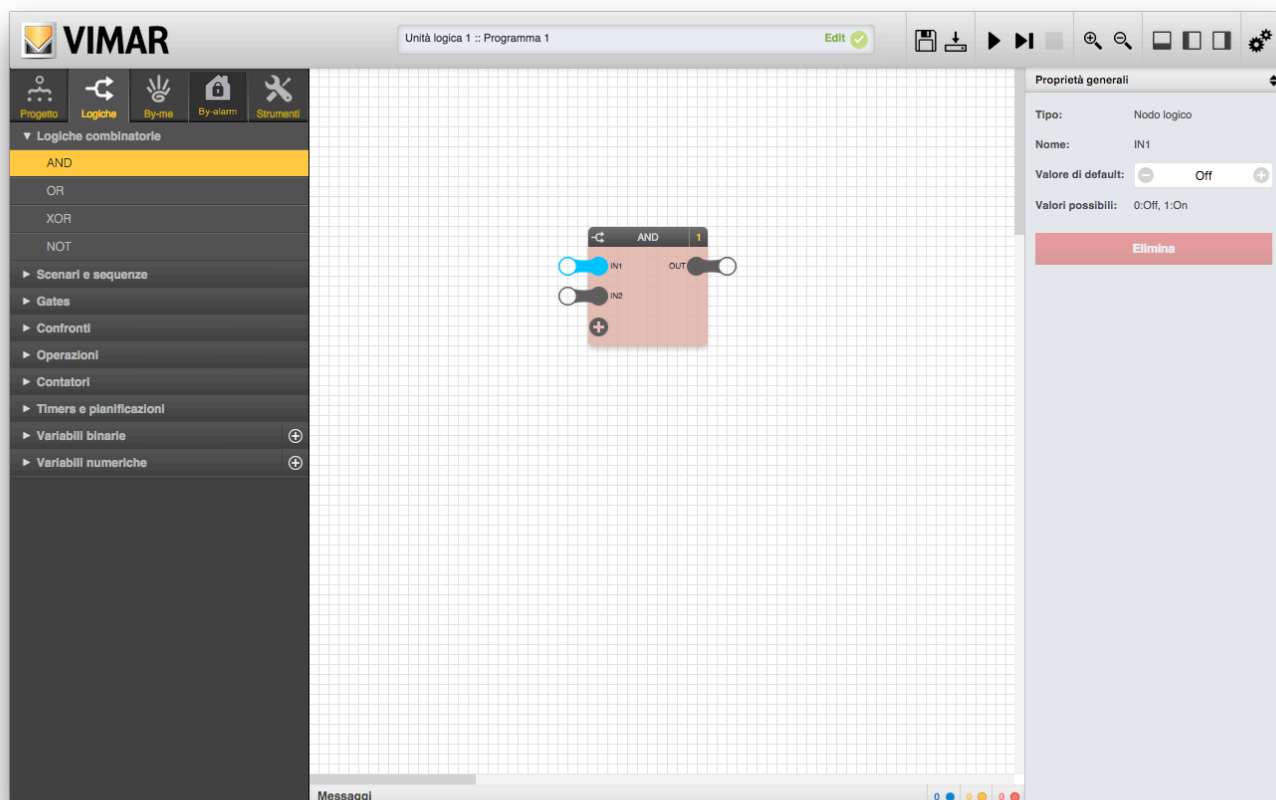 VIMAR
Unità logica 1 :: Programma 1
Edit
Progetto
Logiche
By-me
By-alarm
Strumenti
Logiche combinatorie
AND
OR
XOR
NOT
Scenari e sequenze
Gates
Confronti
Operazioni
Contatori
Timers e pianificazioni
Variabili binarie
Variabili numeriche
AND 1
IN1 OUT
IN2
Messaggi
0 0 0
Proprietà generali
Tipo: Nodo logico
Nome: IN1
Valore di default: Off
Valori possibili: 0:Off, 1:On
Elimina